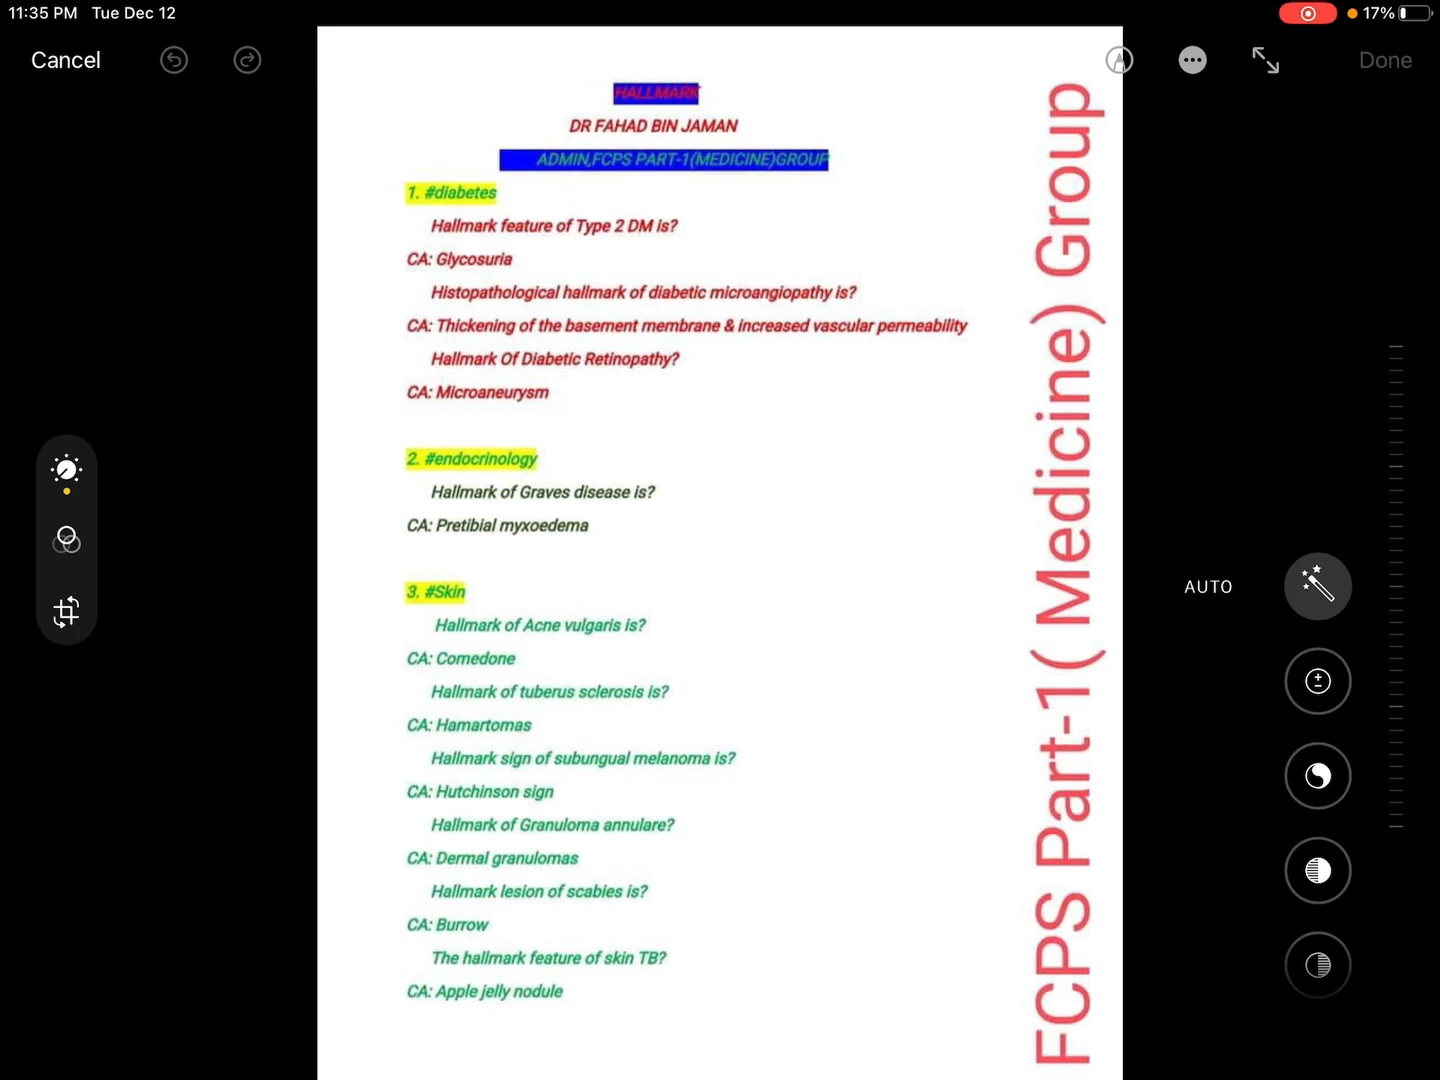 11:35 PM Tue Dec 12
17%
Cancel
Done
HALLMARK
DR FAHAD BIN JAMAN
ADMIN,FCPS PART-1(MEDICINE)GROUP
1. #diabetes
Hallmark feature of Type 2 DM is?
CA: Glycosuria
Histopathological hallmark of diabetic microangiopathy is?
CA: Thickening of the basement membrane & increased vascular permeability
Hallmark Of Diabetic Retinopathy?
CA: Microaneurysm
2. #endocrinology
Hallmark of Graves disease is?
CA: Pretibial myxoedema
3. #Skin
Hallmark of Acne vulgaris is?
CA: Comedone
Hallmark of tuberus sclerosis is?
CA: Hamartomas
Hallmark sign of subungual melanoma is?
CA: Hutchinson sign
Hallmark of Granuloma annulare?
CA: Dermal granulomas
Hallmark lesion of scabies is?
CA: Burrow
The hallmark feature of skin TB?
CA: Apple jelly nodule
FCPS Part-1( Medicine) Group
AUTO